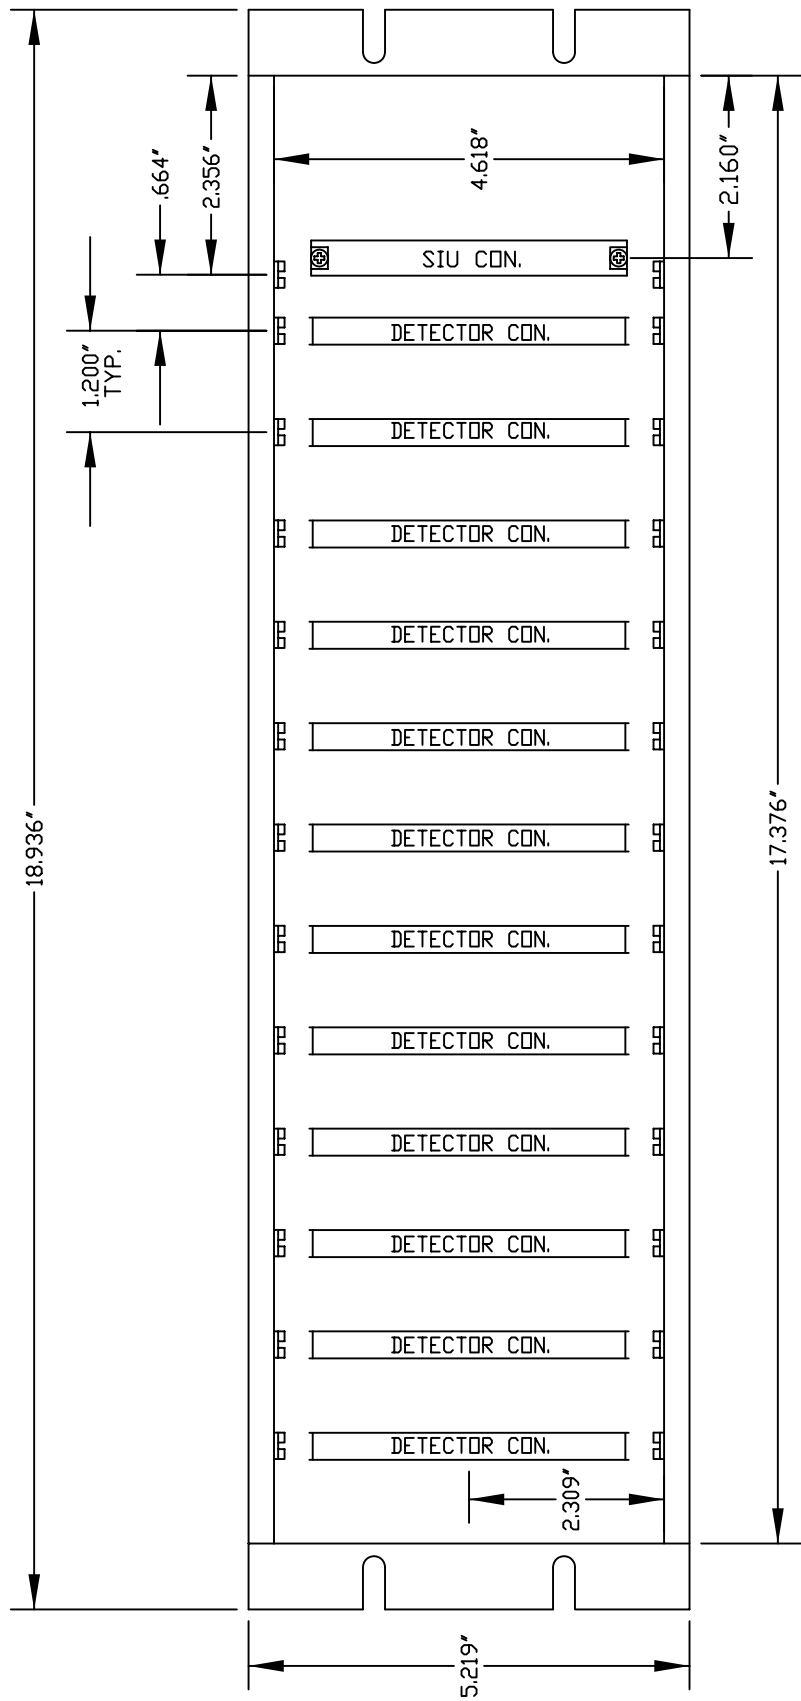 .664"
2.356"
4.618"
2.160"
SIU CON.
DETECTOR CON.
1.200"
TYP.
DETECTOR CON.
DETECTOR CON.
DETECTOR CON.
DETECTOR CON.
18.936"
17.376"
DETECTOR CON.
DETECTOR CON.
DETECTOR CON.
DETECTOR CON.
DETECTOR CON.
DETECTOR CON.
DETECTOR CON.
2.309"
5.219"